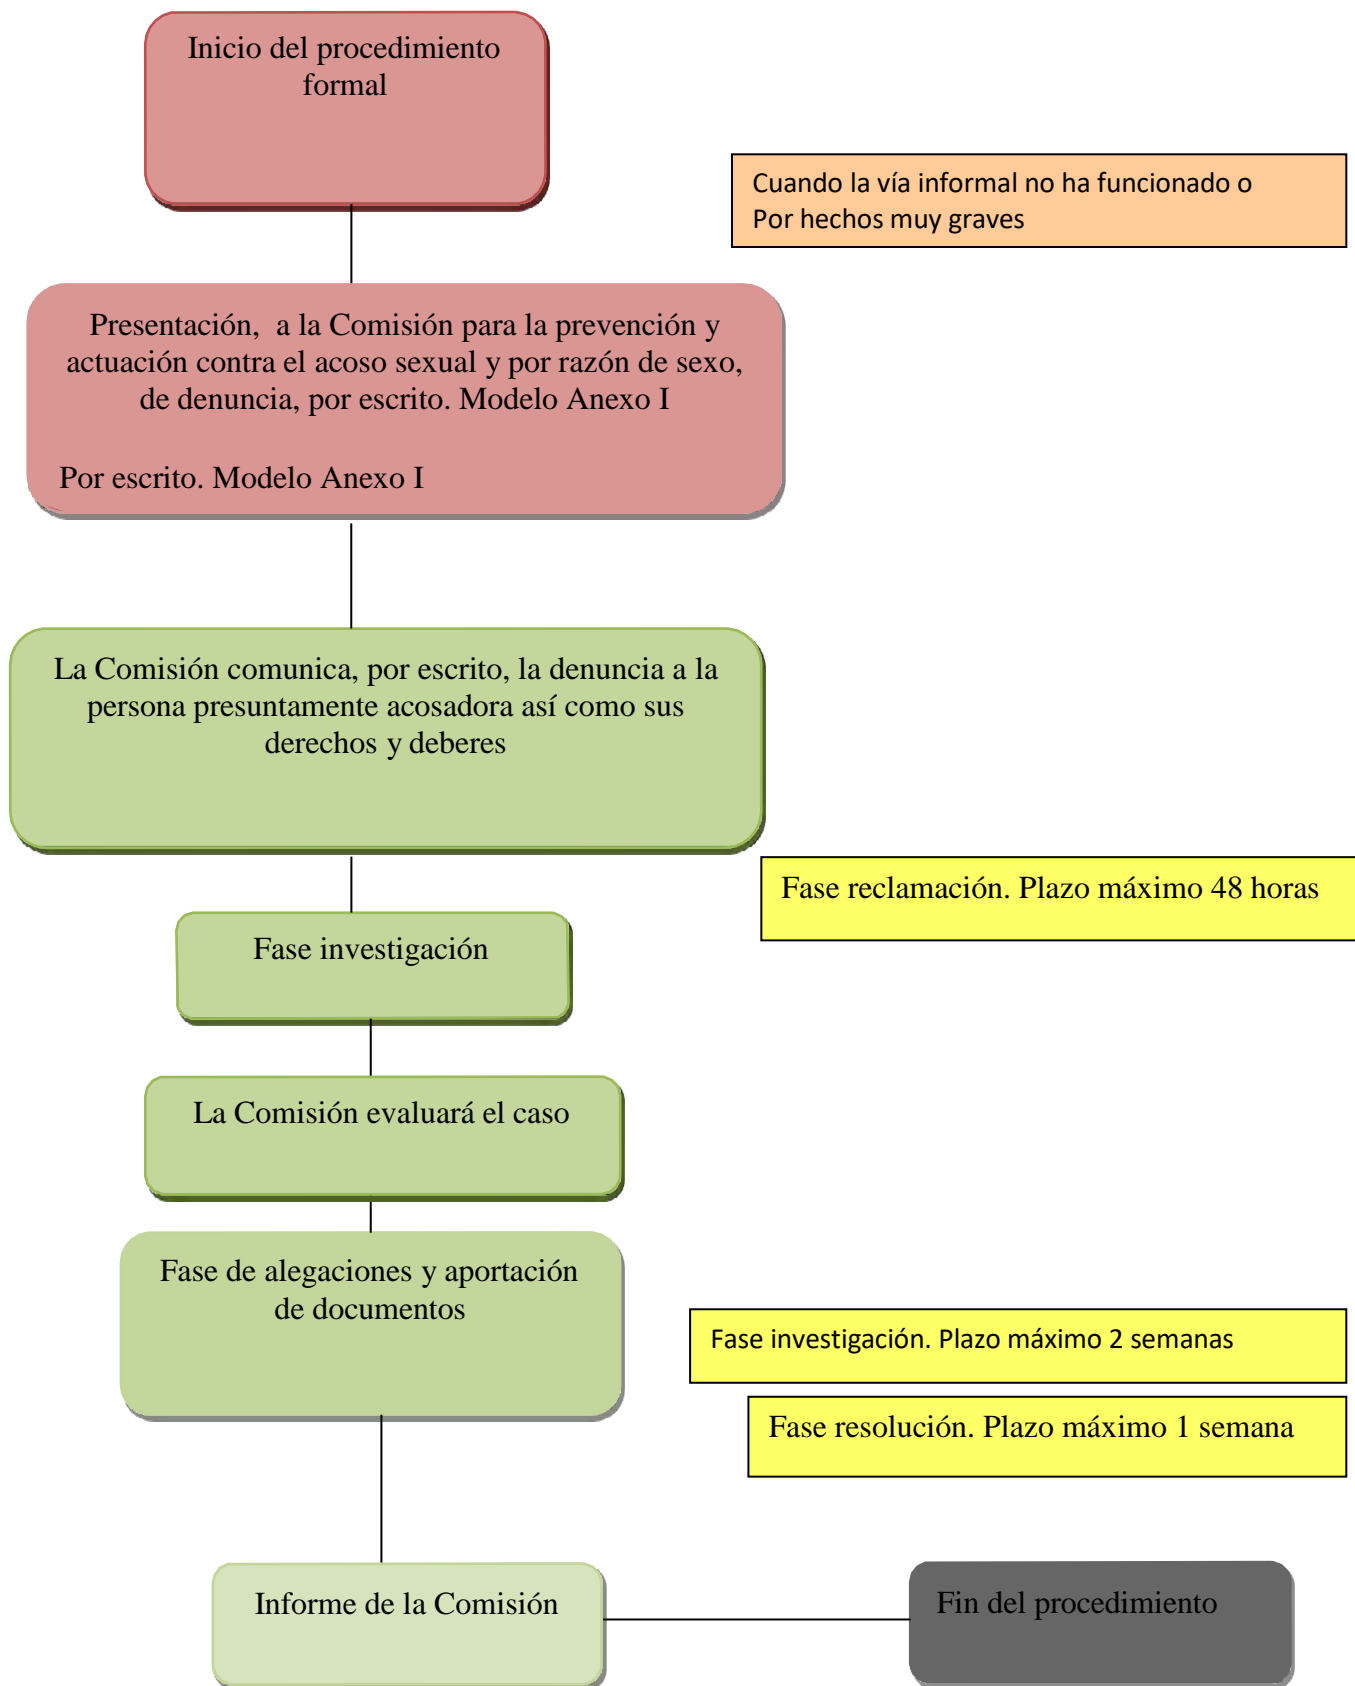 Inicio del procedimiento
formal
Cuando la vía informal no ha funcionado o
Por hechos muy graves
Presentación,  a la Comisión para la prevención y
actuación contra el acoso sexual y por razón de sexo,
de denuncia, por escrito. Modelo Anexo I
Por escrito. Modelo Anexo I
La Comisión comunica, por escrito, la denuncia a la
persona presuntamente acosadora así como sus
derechos y deberes
Fase reclamación. Plazo máximo 48 horas
Fase investigación
La Comisión evaluará el caso
Fase de alegaciones y aportación
de documentos
Fase investigación. Plazo máximo 2 semanas
Fase resolución. Plazo máximo 1 semana
Informe de la Comisión
Fin del procedimiento